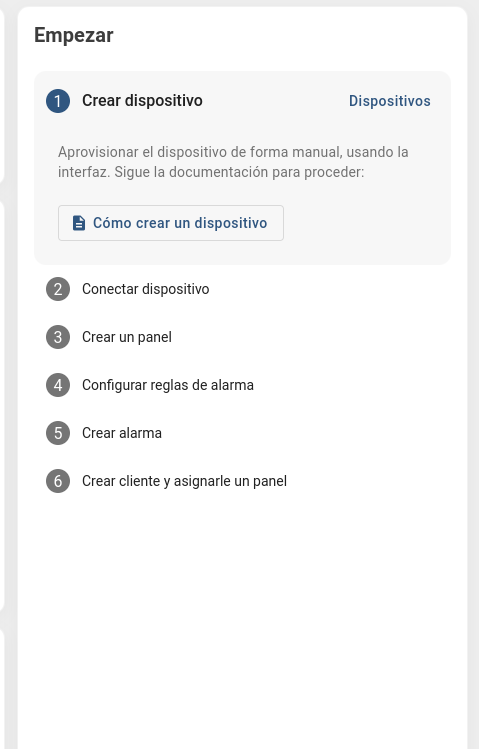 Empezar
1 Crear dispositivo Dispositivos
Aprovisionar el dispositivo de forma manual, usando la
interfaz. Sigue la documentación para proceder:
Cómo crear un dispositivo
2 Conectar dispositivo
3 Crear un panel
4 Configurar reglas de alarma
5 Crear alarma
6 Crear cliente y asignarle un panel